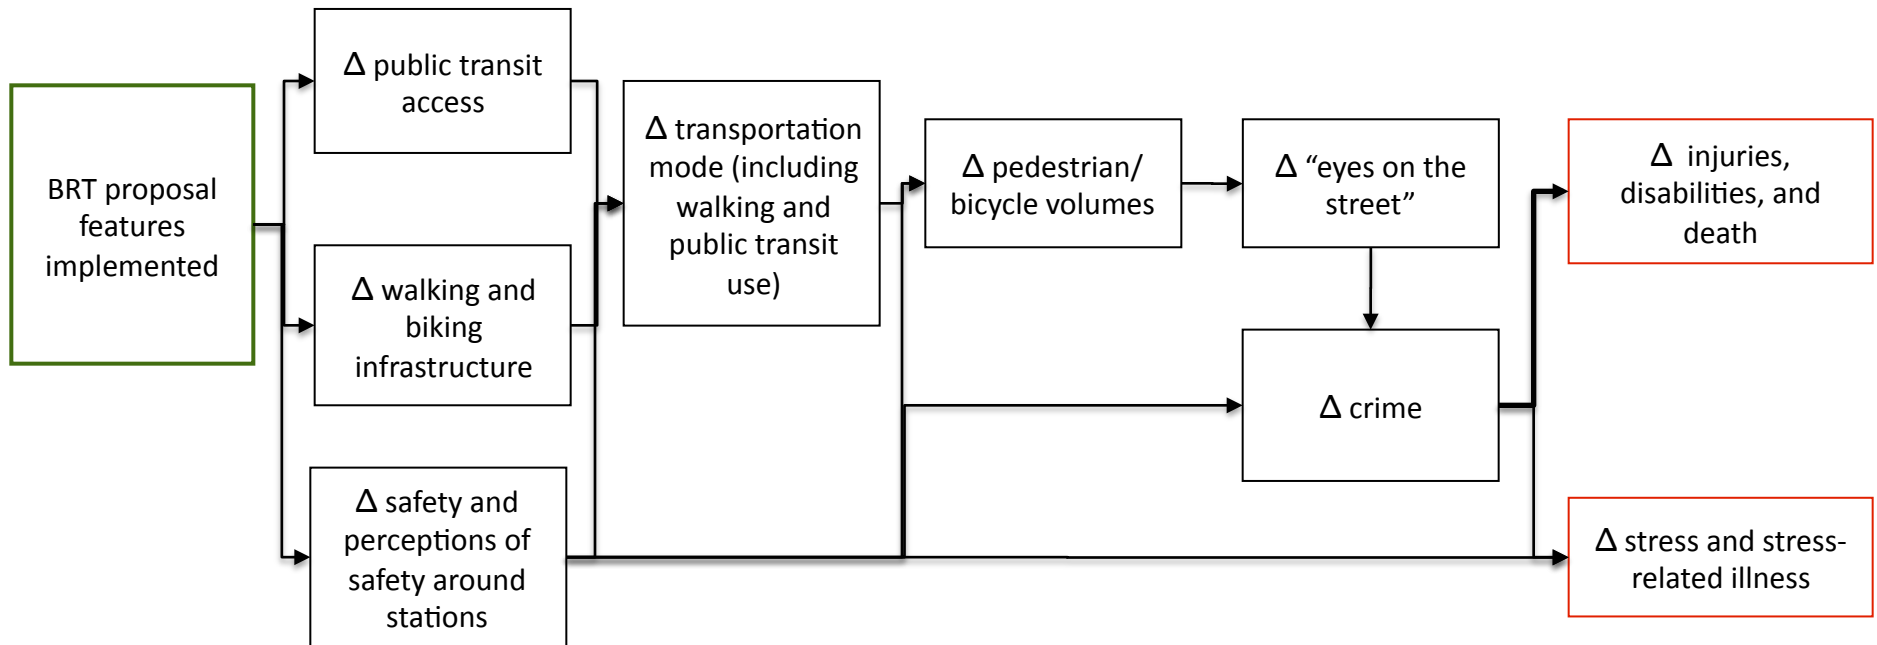 BRT proposal
features
implemented
Δ public transit
access
Δ walking and
biking
infrastructure
Δ safety and
perceptions of
safety around
stations
Δ transportation
mode (including
walking and
public transit
use)
Δ pedestrian/
bicycle volumes
Δ “eyes on the
street”
Δ crime
Δ injuries,
disabilities, and
death
Δ stress and stress-
related illness